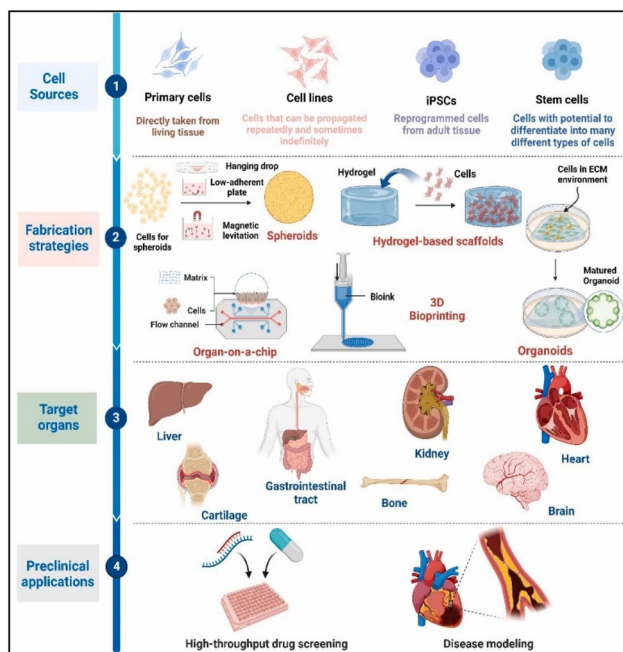 Cell
Sources
1
Primary cells
Directly taken from
living tissue
Cell lines
Cells that can be propagated
repeatedly and sometimes
indefinitely
iPSCs
Reprogrammed cells
from adult tissue
Stem cells
Cells with potential to
differentiate into many
different types of cells
Fabrication
strategies
2
Cells for
spheroids
Hanging drop
Low-adherent
plate
Magnetic
levitation
Spheroids
Hydrogel
Cells
Hydrogel-based scaffolds
Cells in ECM
environment
Matured
Organoid
Organoids
Matrix
Cells
Flow channel
Organ-on-a-chip
Bioink
3D
Bioprinting
Target
organs
3
Liver
Gastrointestinal
tract
Kidney
Heart
Cartilage
Bone
Brain
Preclinical
applications
4
High-throughput drug screening
Disease modeling